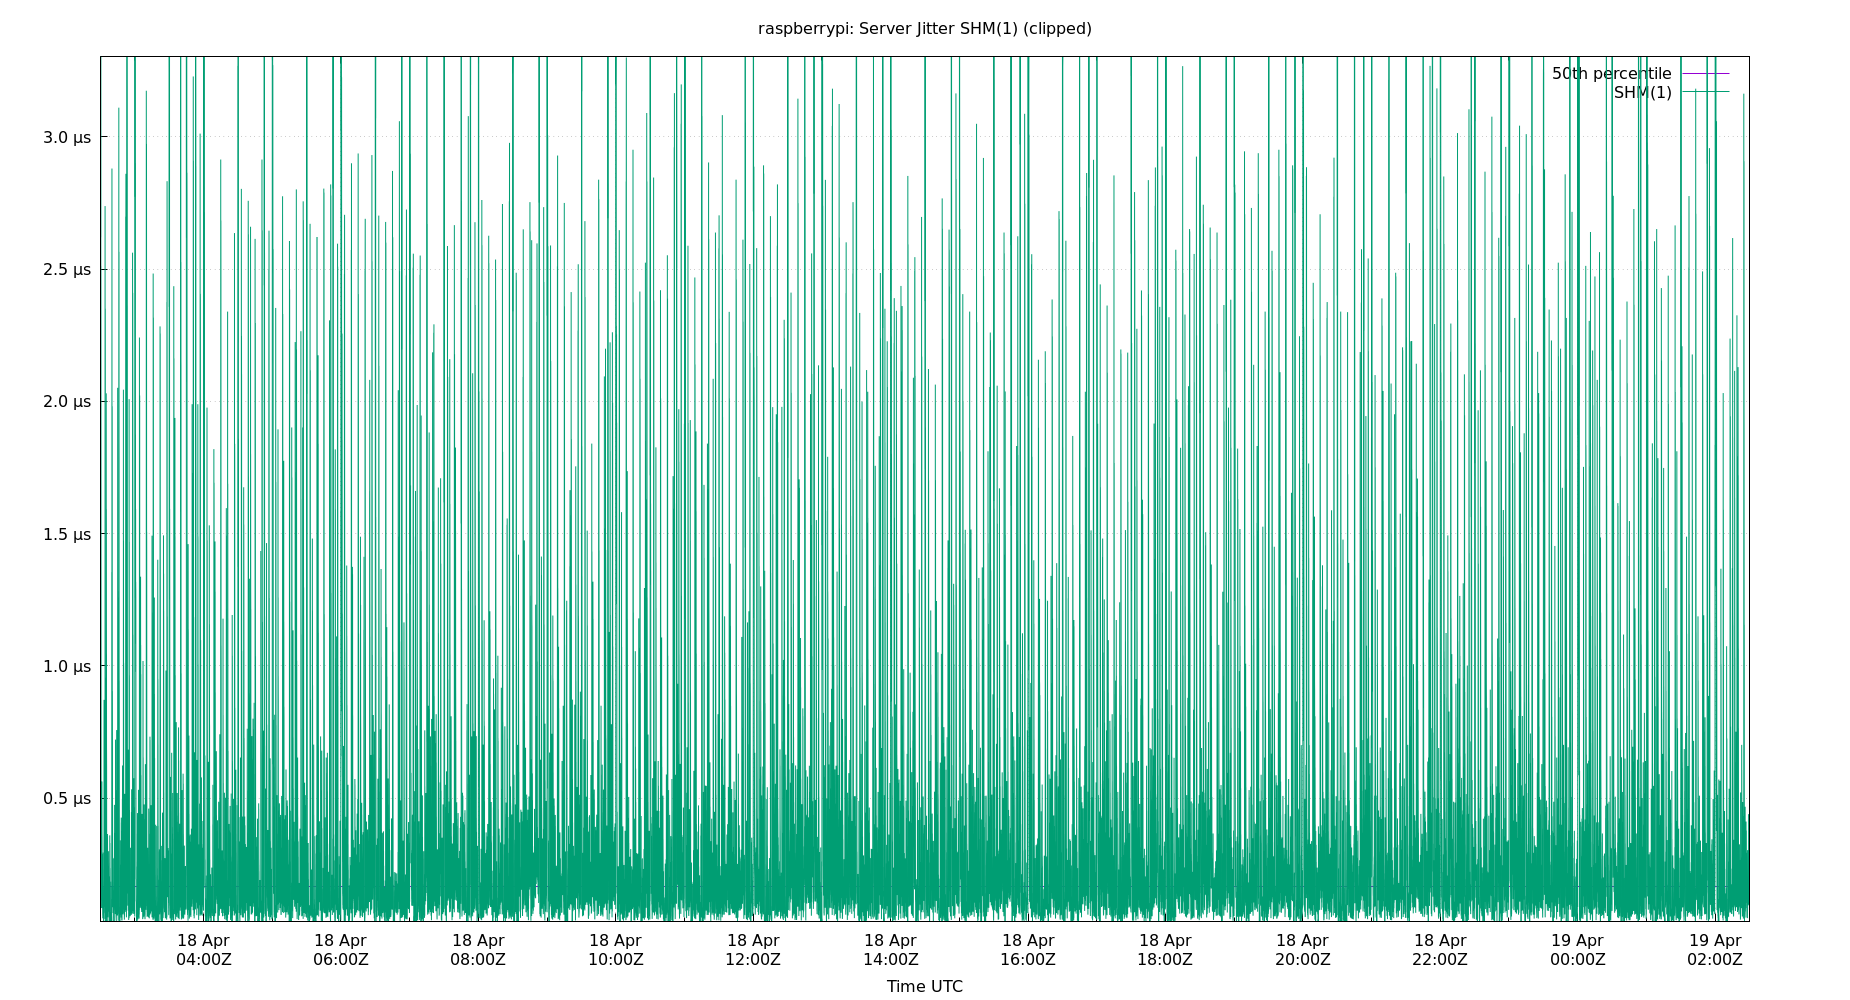 raspberrypi: Server Jitter SHM(1) (clipped)
50th percentile
SHM(1)
3.0 µs
2.5 µs
2.0 µs
1.5 µs
1.0 µs
0.5 µs
18 Apr 18 Apr 18 Apr 18 Apr 18 Apr 18 Apr 18 Apr 18 Apr 18 Apr 18 Apr 19 Apr 19 Apr
04:00Z 06:00Z 08:00Z 10:00Z 12:00Z 14:00Z 16:00Z 18:00Z 20:00Z 22:00Z 00:00Z 02:00Z
Time UTC